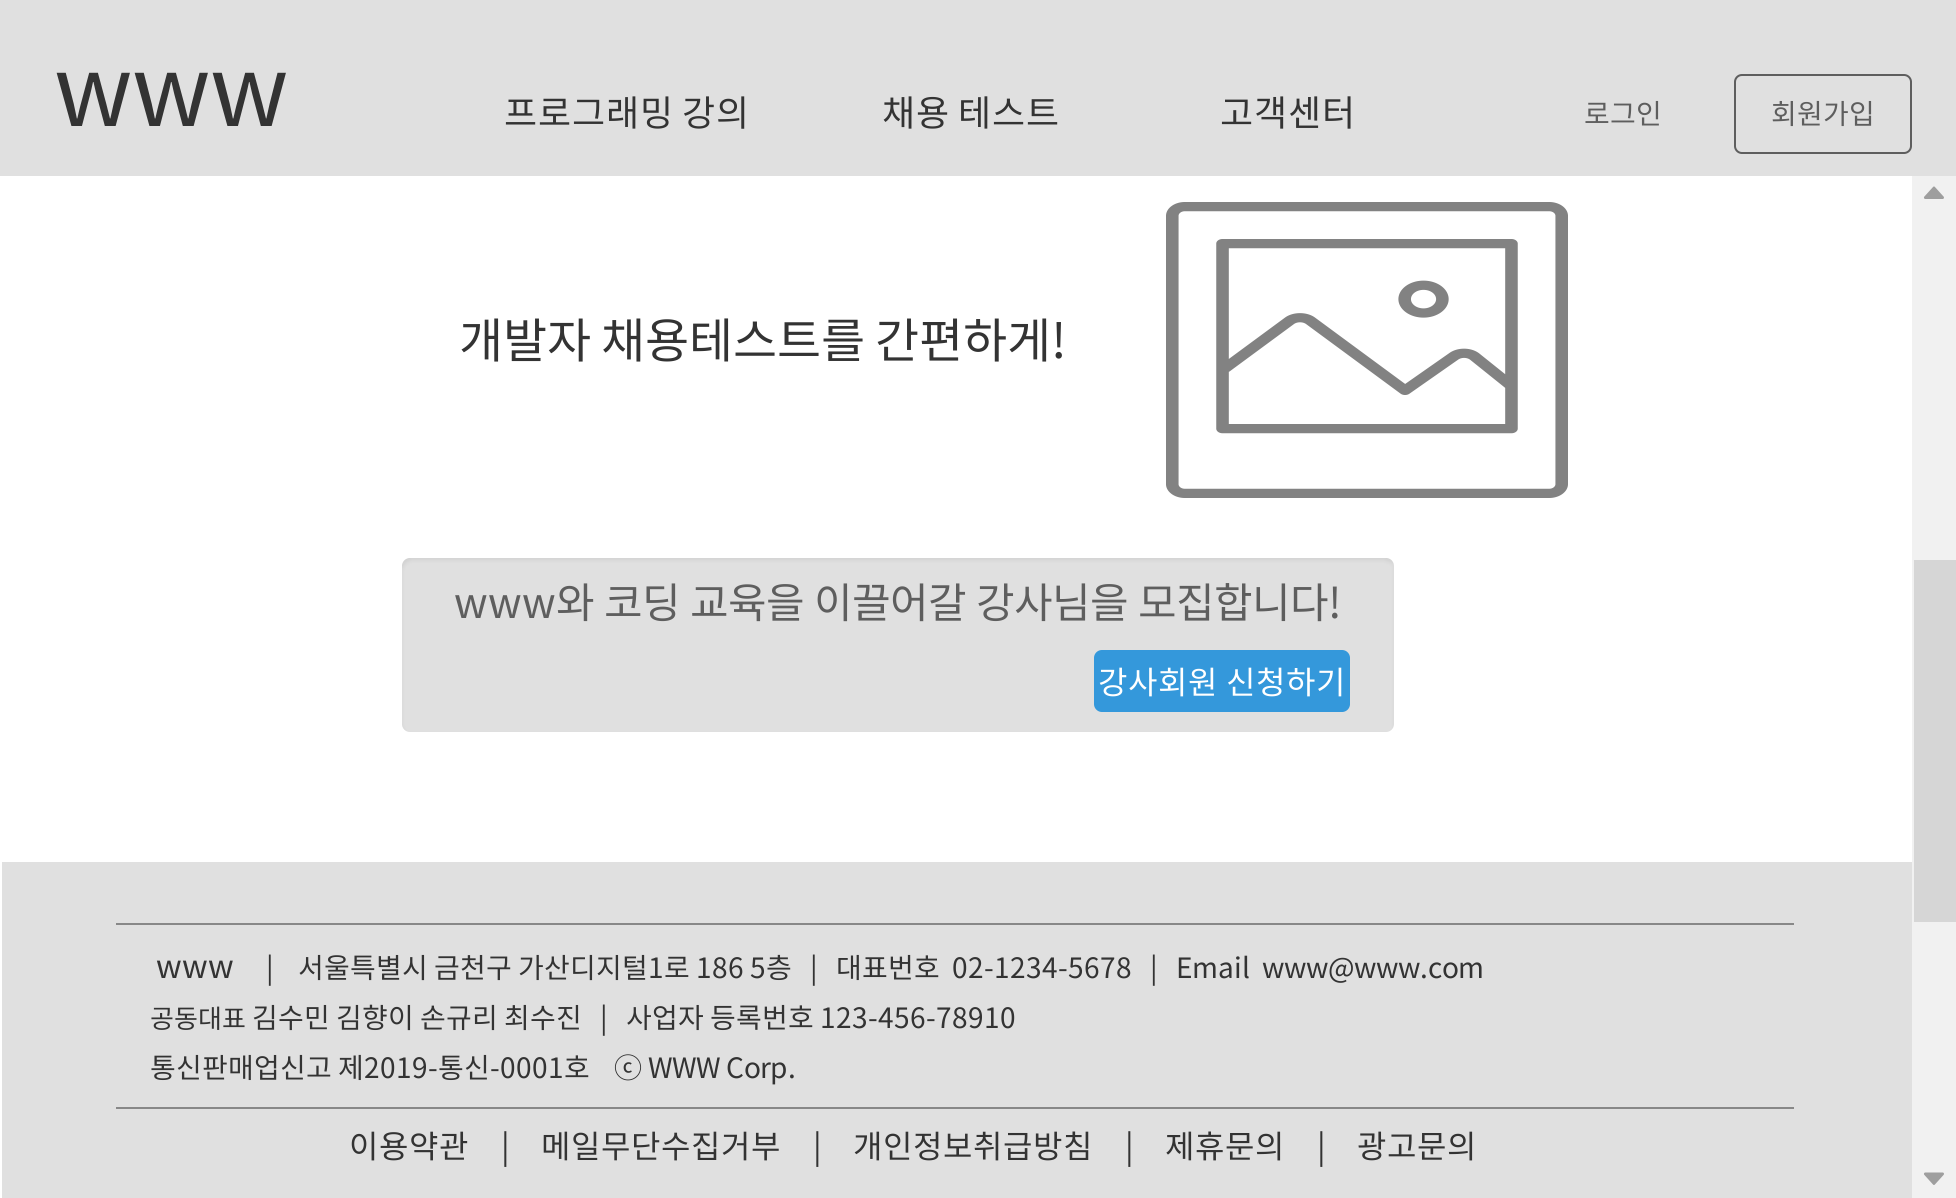 www 프로그래밍 강의 채용 테스트 고객센터 로그인 회원가입
개발자 채용테스트를 간편하게!
www와 코딩 교육을 이끌어갈 강사님을 모집합니다!
강사회원 신청하기
www | 서울특별시 금천구 가산디지털1로 186 5층 | 대표번호 02-1234-5678 | Email www@www.com
공동대표 김수민 김향이 손규리 최수진 | 사업자 등록번호 123-456-78910
통신판매업신고 제2019-통신-0001호 ⓒ WWW Corp.
이용약관 | 메일무단수집거부 | 개인정보취급방침 | 제휴문의 | 광고문의